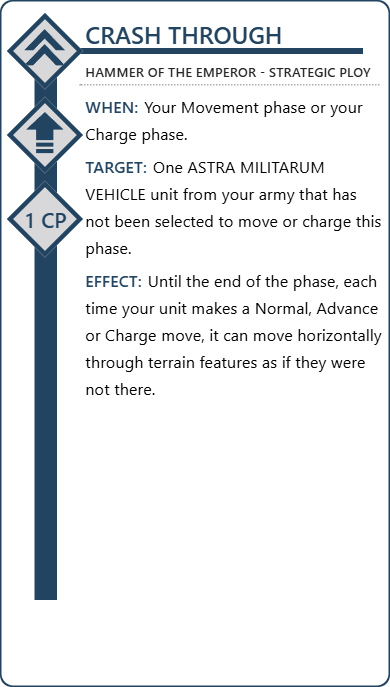 CRASH THROUGH
HAMMER OF THE EMPEROR - STRATEGIC PLOY
WHEN: Your Movement phase or your
Charge phase.
TARGET: One ASTRA MILITARUM
VEHICLE unit from your army that has
not been selected to move or charge this
phase.
1 CP
EFFECT: Until the end of the phase, each
time your unit makes a Normal, Advance
or Charge move, it can move horizontally
through terrain features as if they were
not there.